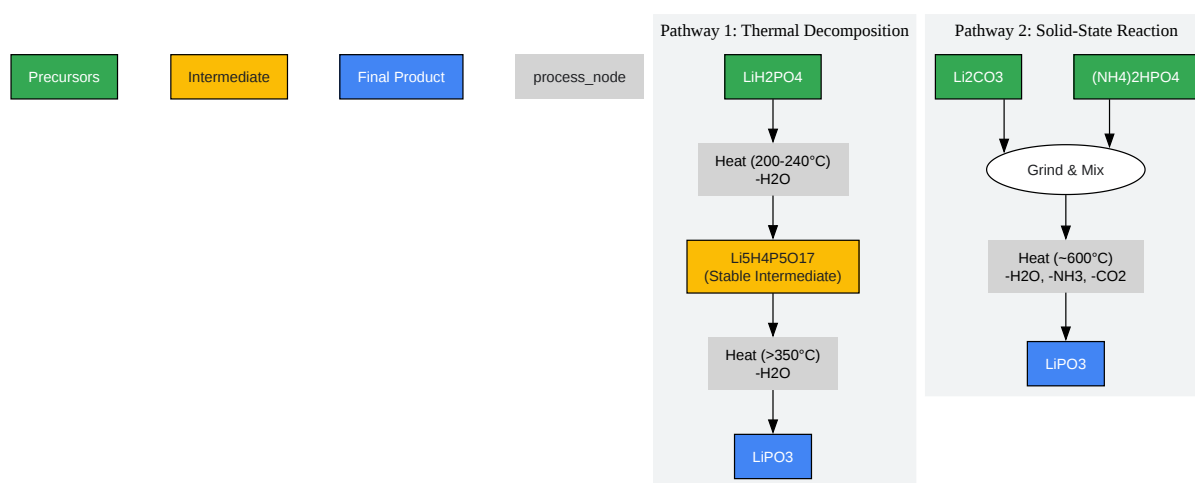 Pathway 1: Thermal Decomposition
Pathway 2: Solid-State Reaction
Precursors
Intermediate
Final Product
process_node
LiH2PO4
Li2CO3
(NH4)2HPO4
Heat (200-240°C)
-H2O
Grind & Mix
Li5H4P5O17
(Stable Intermediate)
Heat (~600°C)
-H2O, -NH3, -CO2
Heat (>350°C)
-H2O
LiPO3
LiPO3